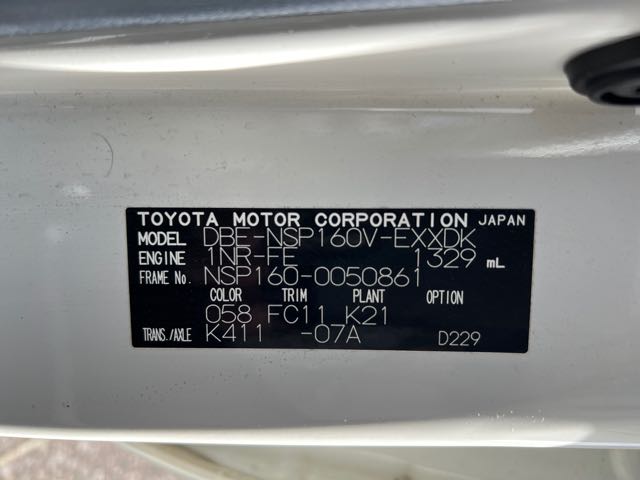 TOYOTA MOTOR CORPORATION JAPAN
MODEL DBE-NSP160V-EXXDK
ENGINE 1NR-FE 1329 mL
FRAME No. NSP160-0050861
COLOR TRIM PLANT OPTION
058 FC11 K21
TRANS./AXLE K411 -07A D229